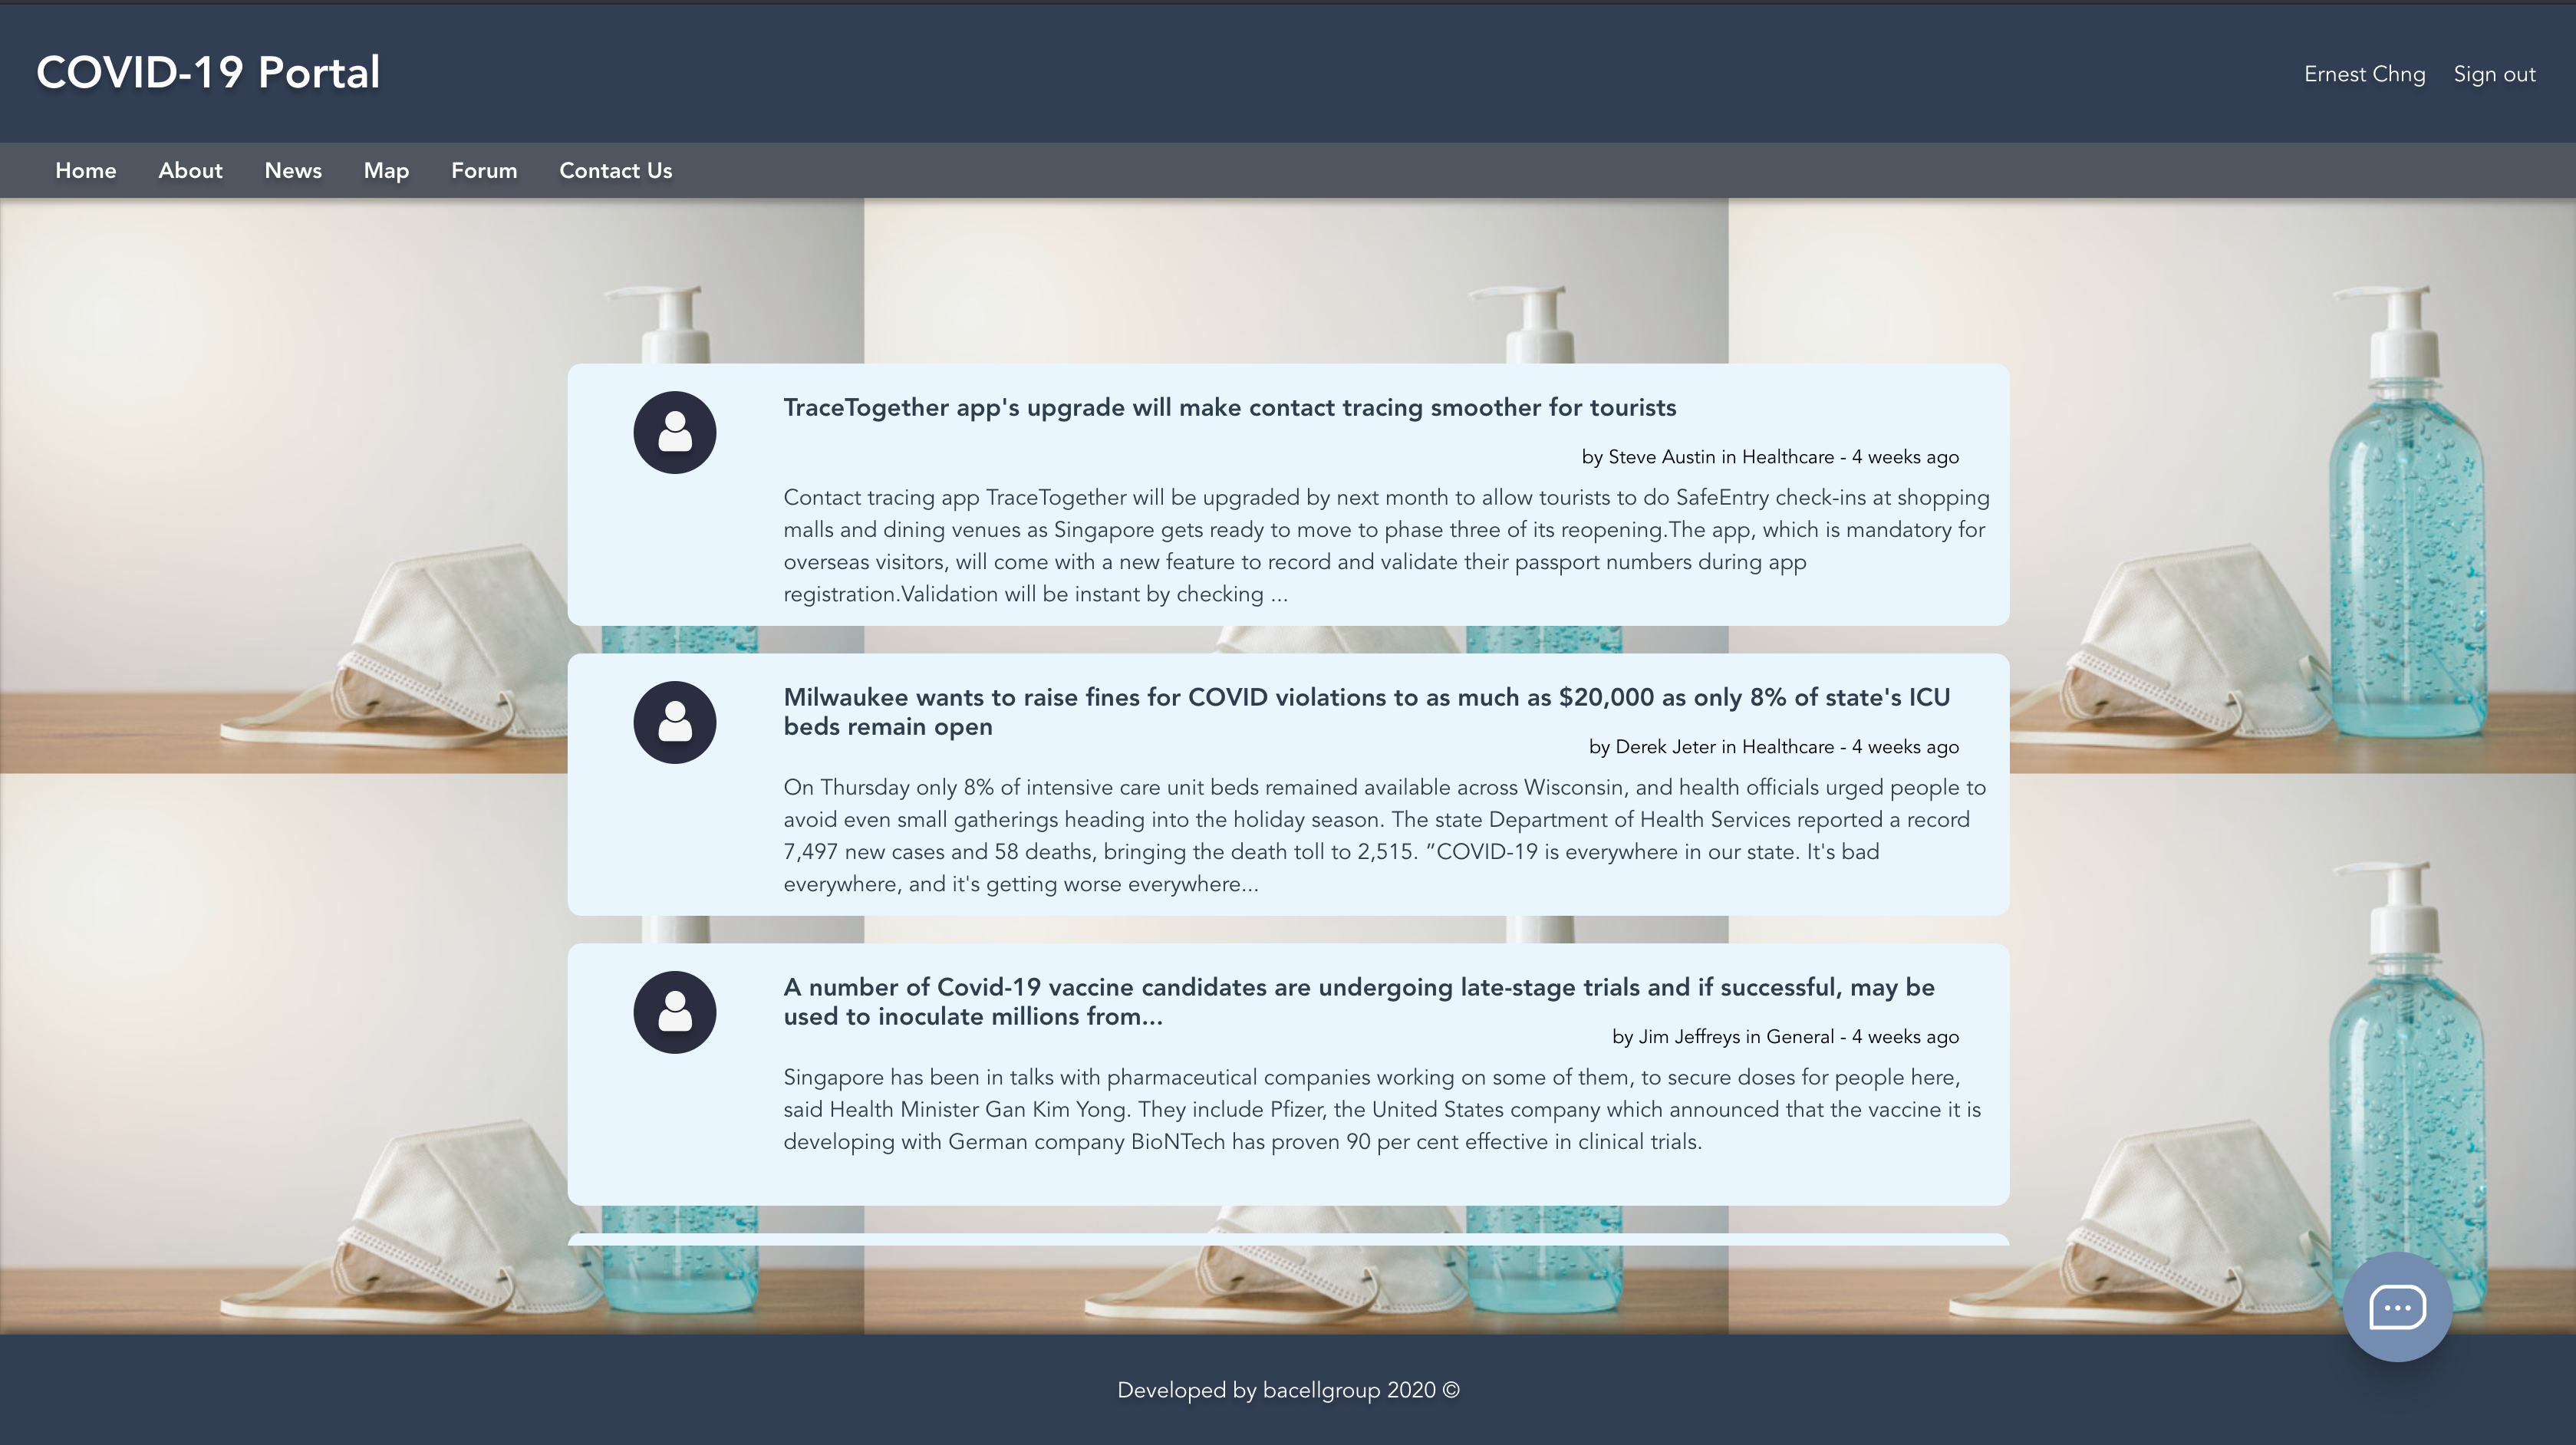 COVID-19 Portal
Ernest Chng Sign out
Home About News Map Forum Contact Us
TraceTogether app's upgrade will make contact tracing smoother for tourists
by Steve Austin in Healthcare - 4 weeks ago
Contact tracing app TraceTogether will be upgraded by next month to allow tourists to do SafeEntry check-ins at shopping
malls and dining venues as Singapore gets ready to move to phase three of its reopening.The app, which is mandatory for
overseas visitors, will come with a new feature to record and validate their passport numbers during app
registration.Validation will be instant by checking ...
Milwaukee wants to raise fines for COVID violations to as much as $20,000 as only 8% of state's ICU
beds remain open
by Derek Jeter in Healthcare - 4 weeks ago
On Thursday only 8% of intensive care unit beds remained available across Wisconsin, and health officials urged people to
avoid even small gatherings heading into the holiday season. The state Department of Health Services reported a record
7,497 new cases and 58 deaths, bringing the death toll to 2,515. ”COVID-19 is everywhere in our state. It's bad
everywhere, and it's getting worse everywhere...
A number of Covid-19 vaccine candidates are undergoing late-stage trials and if successful, may be
used to inoculate millions from...
by Jim Jeffreys in General - 4 weeks ago
Singapore has been in talks with pharmaceutical companies working on some of them, to secure doses for people here,
said Health Minister Gan Kim Yong. They include Pfizer, the United States company which announced that the vaccine it is
developing with German company BioNTech has proven 90 per cent effective in clinical trials.
Developed by bacellgroup 2020 ©